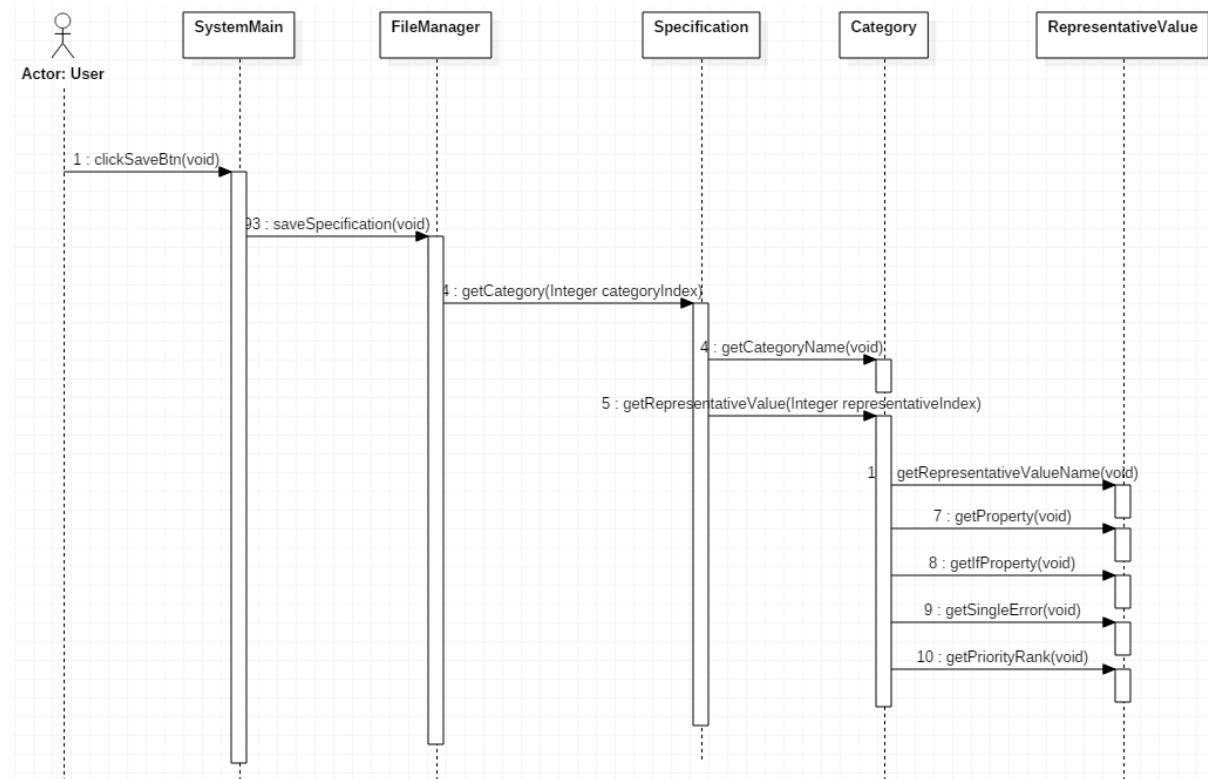 SystemMain
FileManager
Specification
Category
RepresentativeValue
Actor: User
1 : clickSaveBtn(void)
93 : saveSpecification(void)
4 : getCategory(Integer categoryIndex)
4 : getCategoryName(void)
5 : getRepresentativeValue(Integer representativeIndex)
1 getRepresentativeValueName(void)
7 : getProperty(void)
8 : getIfProperty(void)
9 : getSingleError(void)
10 : getPriorityRank(void)